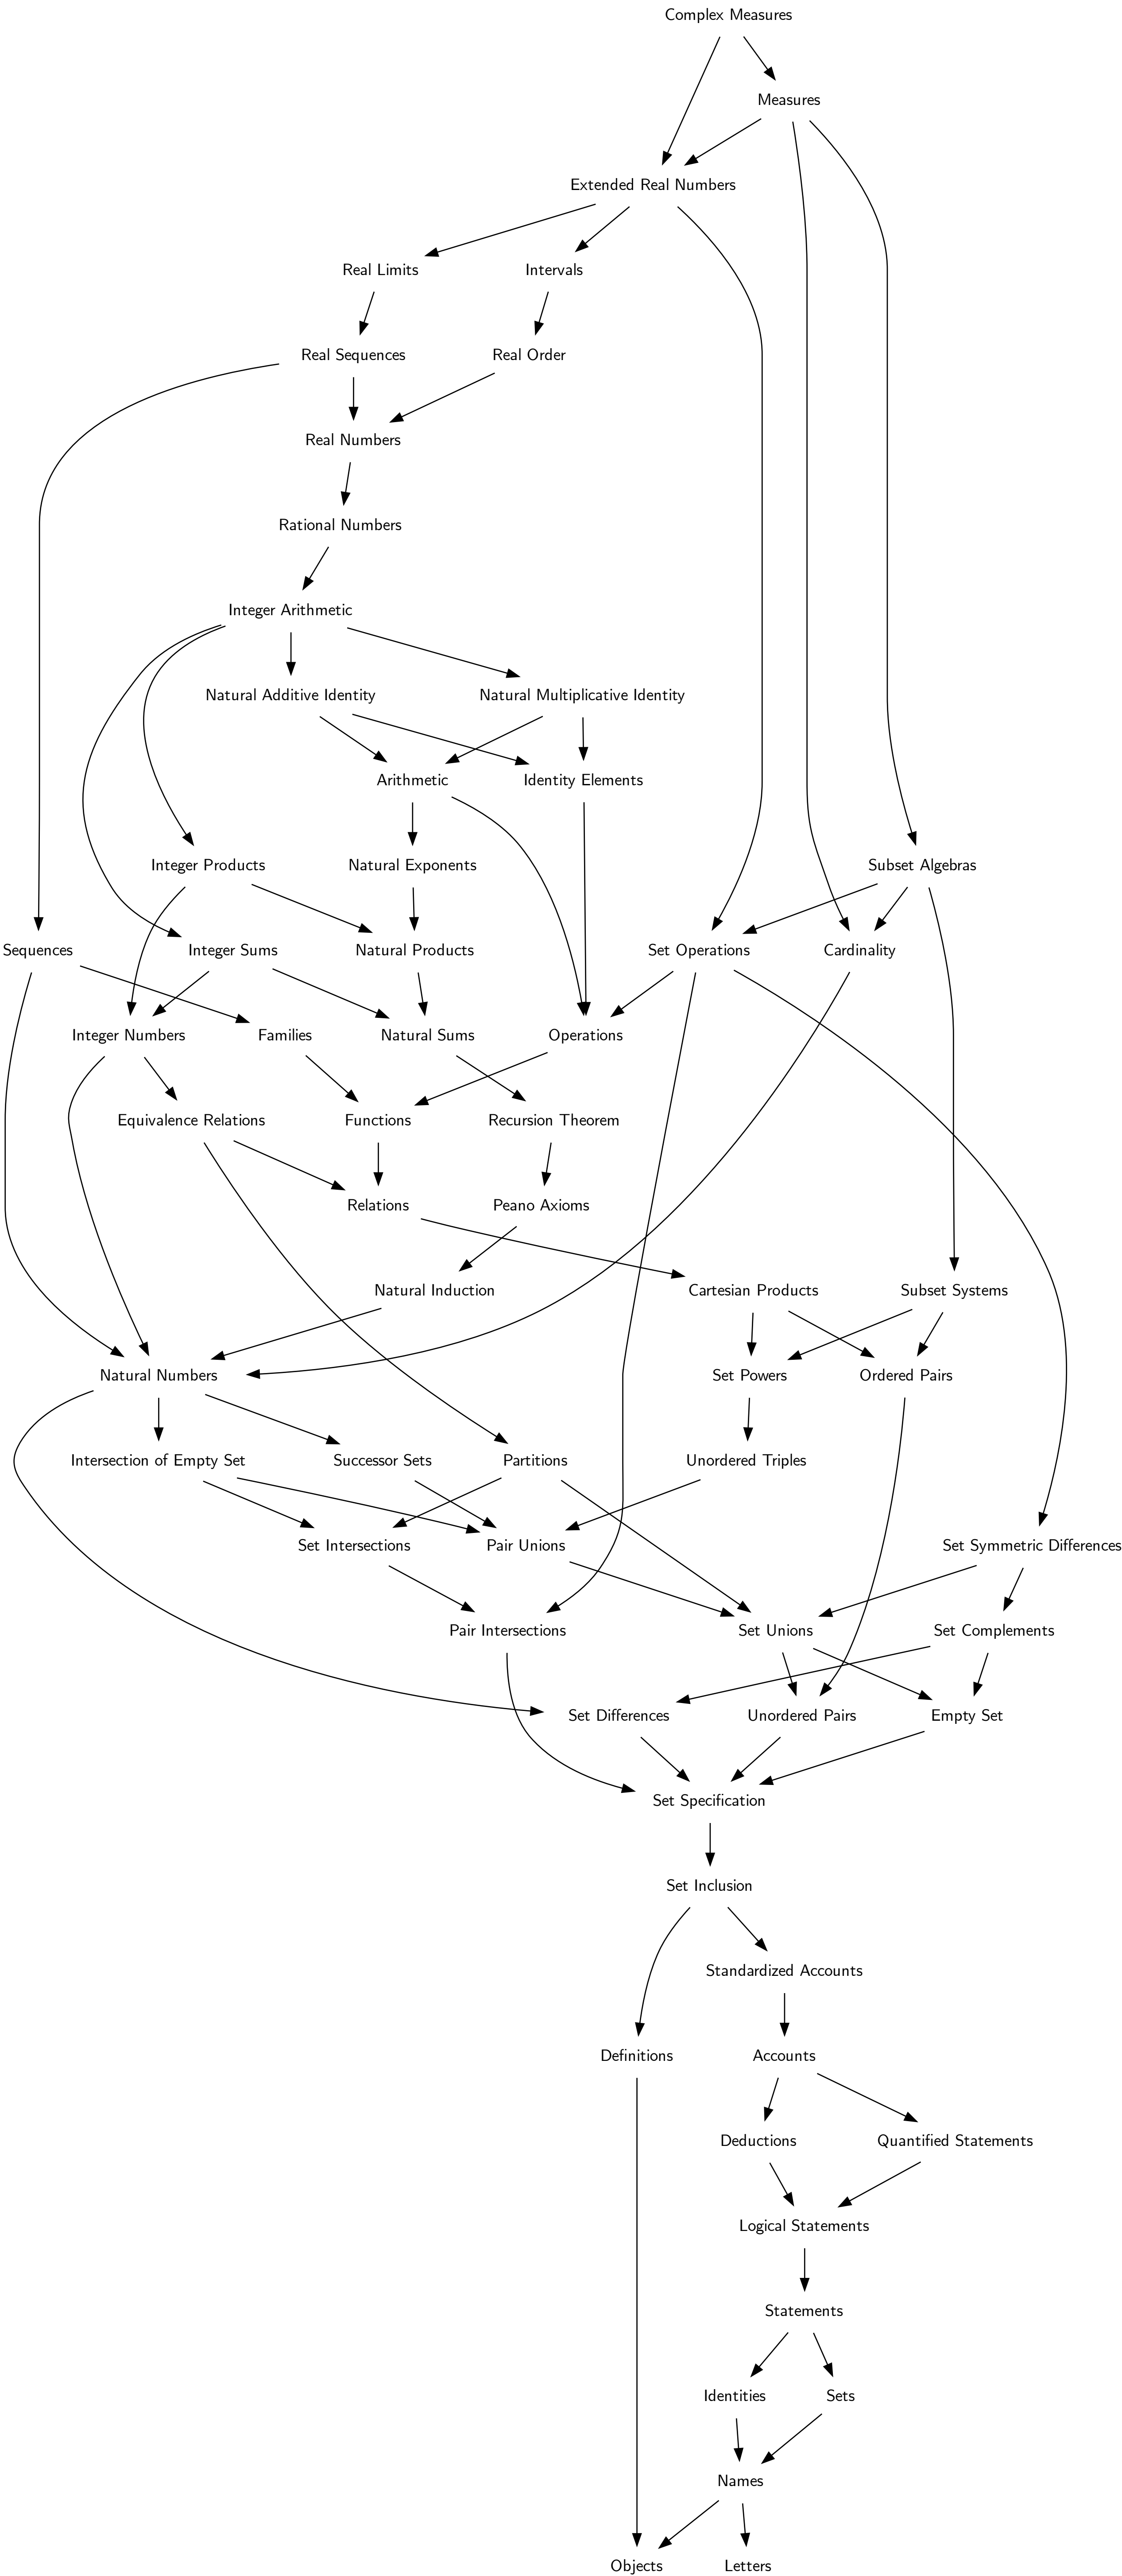 Complex Measures
Measures
Extended Real Numbers
Real Limits
Intervals
Real Sequences
Real Order
Real Numbers
Rational Numbers
Integer Arithmetic
Natural Additive Identity
Natural Multiplicative Identity
Arithmetic
Identity Elements
Integer Products
Natural Exponents
Subset Algebras
Sequences
Integer Sums
Natural Products
Set Operations
Cardinality
Integer Numbers
Families
Natural Sums
Operations
Equivalence Relations
Functions
Recursion Theorem
Relations
Peano Axioms
Natural Induction
Cartesian Products
Subset Systems
Natural Numbers
Set Powers
Ordered Pairs
Intersection of Empty Set
Successor Sets
Partitions
Unordered Triples
Set Intersections
Pair Unions
Set Symmetric Differences
Pair Intersections
Set Unions
Set Complements
Set Differences
Unordered Pairs
Empty Set
Set Specification
Set Inclusion
Standardized Accounts
Definitions
Accounts
Deductions
Quantified Statements
Logical Statements
Statements
Identities
Sets
Names
Objects
Letters